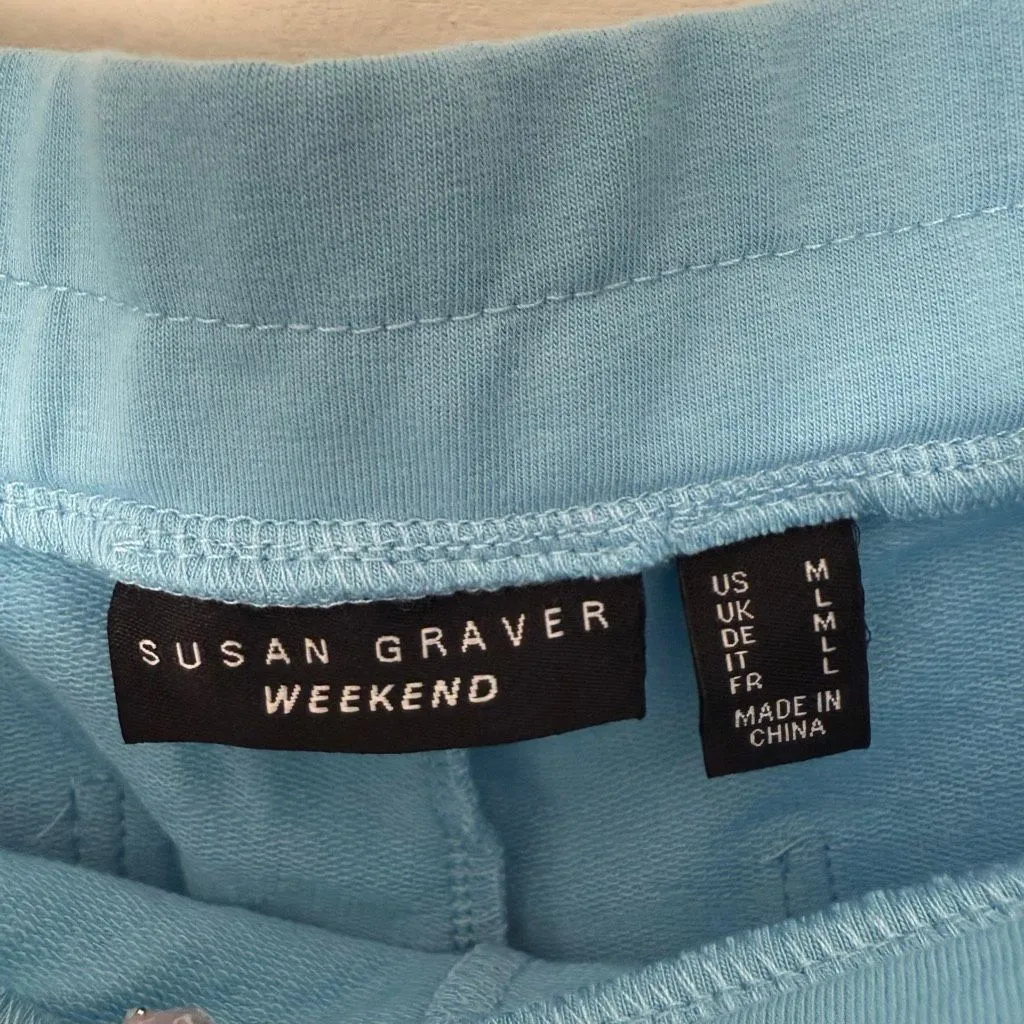 SUSAN GRAVER
WEEKEND
US M
UK L
DE M
IT L
FR L
MADE IN
CHINA